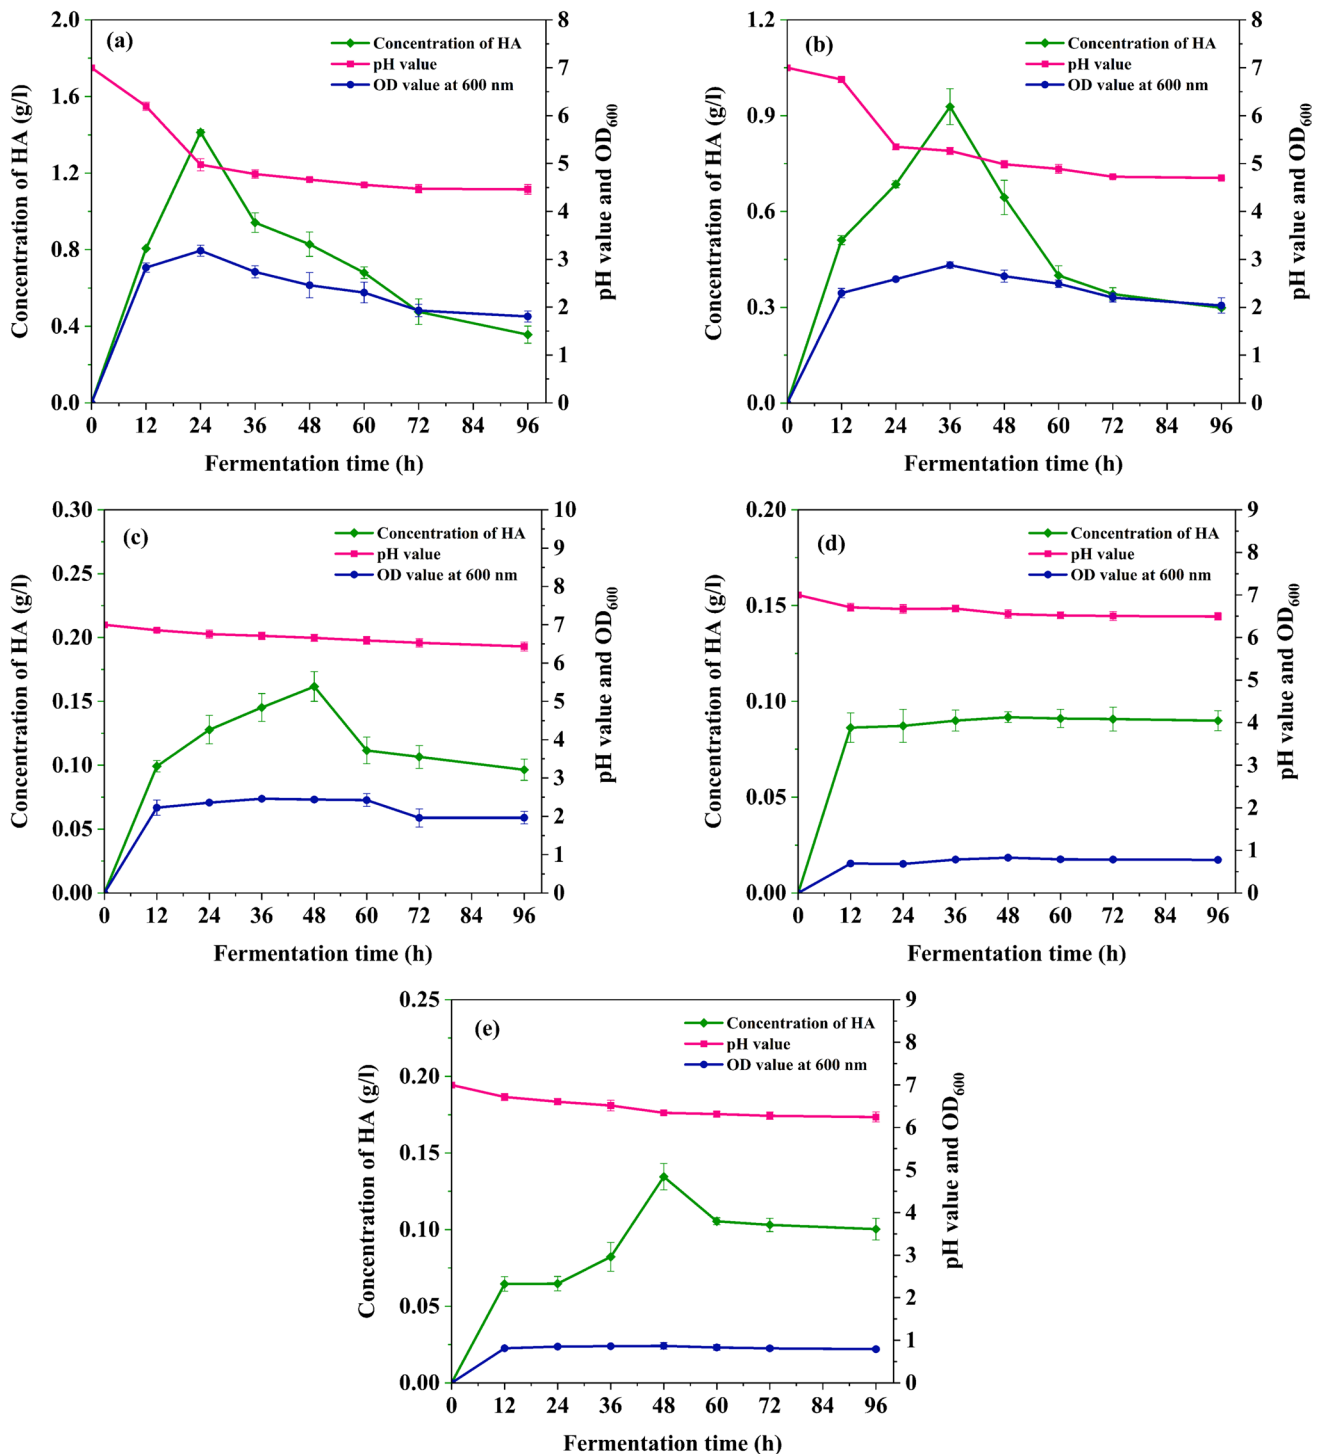 (a)
Concentration of HA
pH value
OD value at 600 nm
Concentration of HA (g/l)
2.0
1.6
1.2
0.8
0.4
0.0
8
7
6
5
4
3
2
1
0
pH value and OD600
0 12 24 36 48 60 72 84 96
Fermentation time (h)
(b)
Concentration of HA
pH value
OD value at 600 nm
Concentration of HA (g/l)
1.2
0.9
0.6
0.3
0.0
8
7
6
5
4
3
2
1
0
pH value and OD600
0 12 24 36 48 60 72 84 96
Fermentation time (h)
(c)
Concentration of HA
pH value
OD value at 600 nm
Concentration of HA (g/l)
0.30
0.25
0.20
0.15
0.10
0.05
0.00
10
9
8
7
6
5
4
3
2
1
0
pH value and OD600
0 12 24 36 48 60 72 84 96
Fermentation time (h)
(d)
Concentration of HA
pH value
OD value at 600 nm
Concentration of HA (g/l)
0.20
0.15
0.10
0.05
0.00
9
8
7
6
5
4
3
2
1
0
pH value and OD600
0 12 24 36 48 60 72 84 96
Fermentation time (h)
(e)
Concentration of HA
pH value
OD value at 600 nm
Concentration of HA (g/l)
0.25
0.20
0.15
0.10
0.05
0.00
9
8
7
6
5
4
3
2
1
0
pH value and OD600
0 12 24 36 48 60 72 84 96
Fermentation time (h)